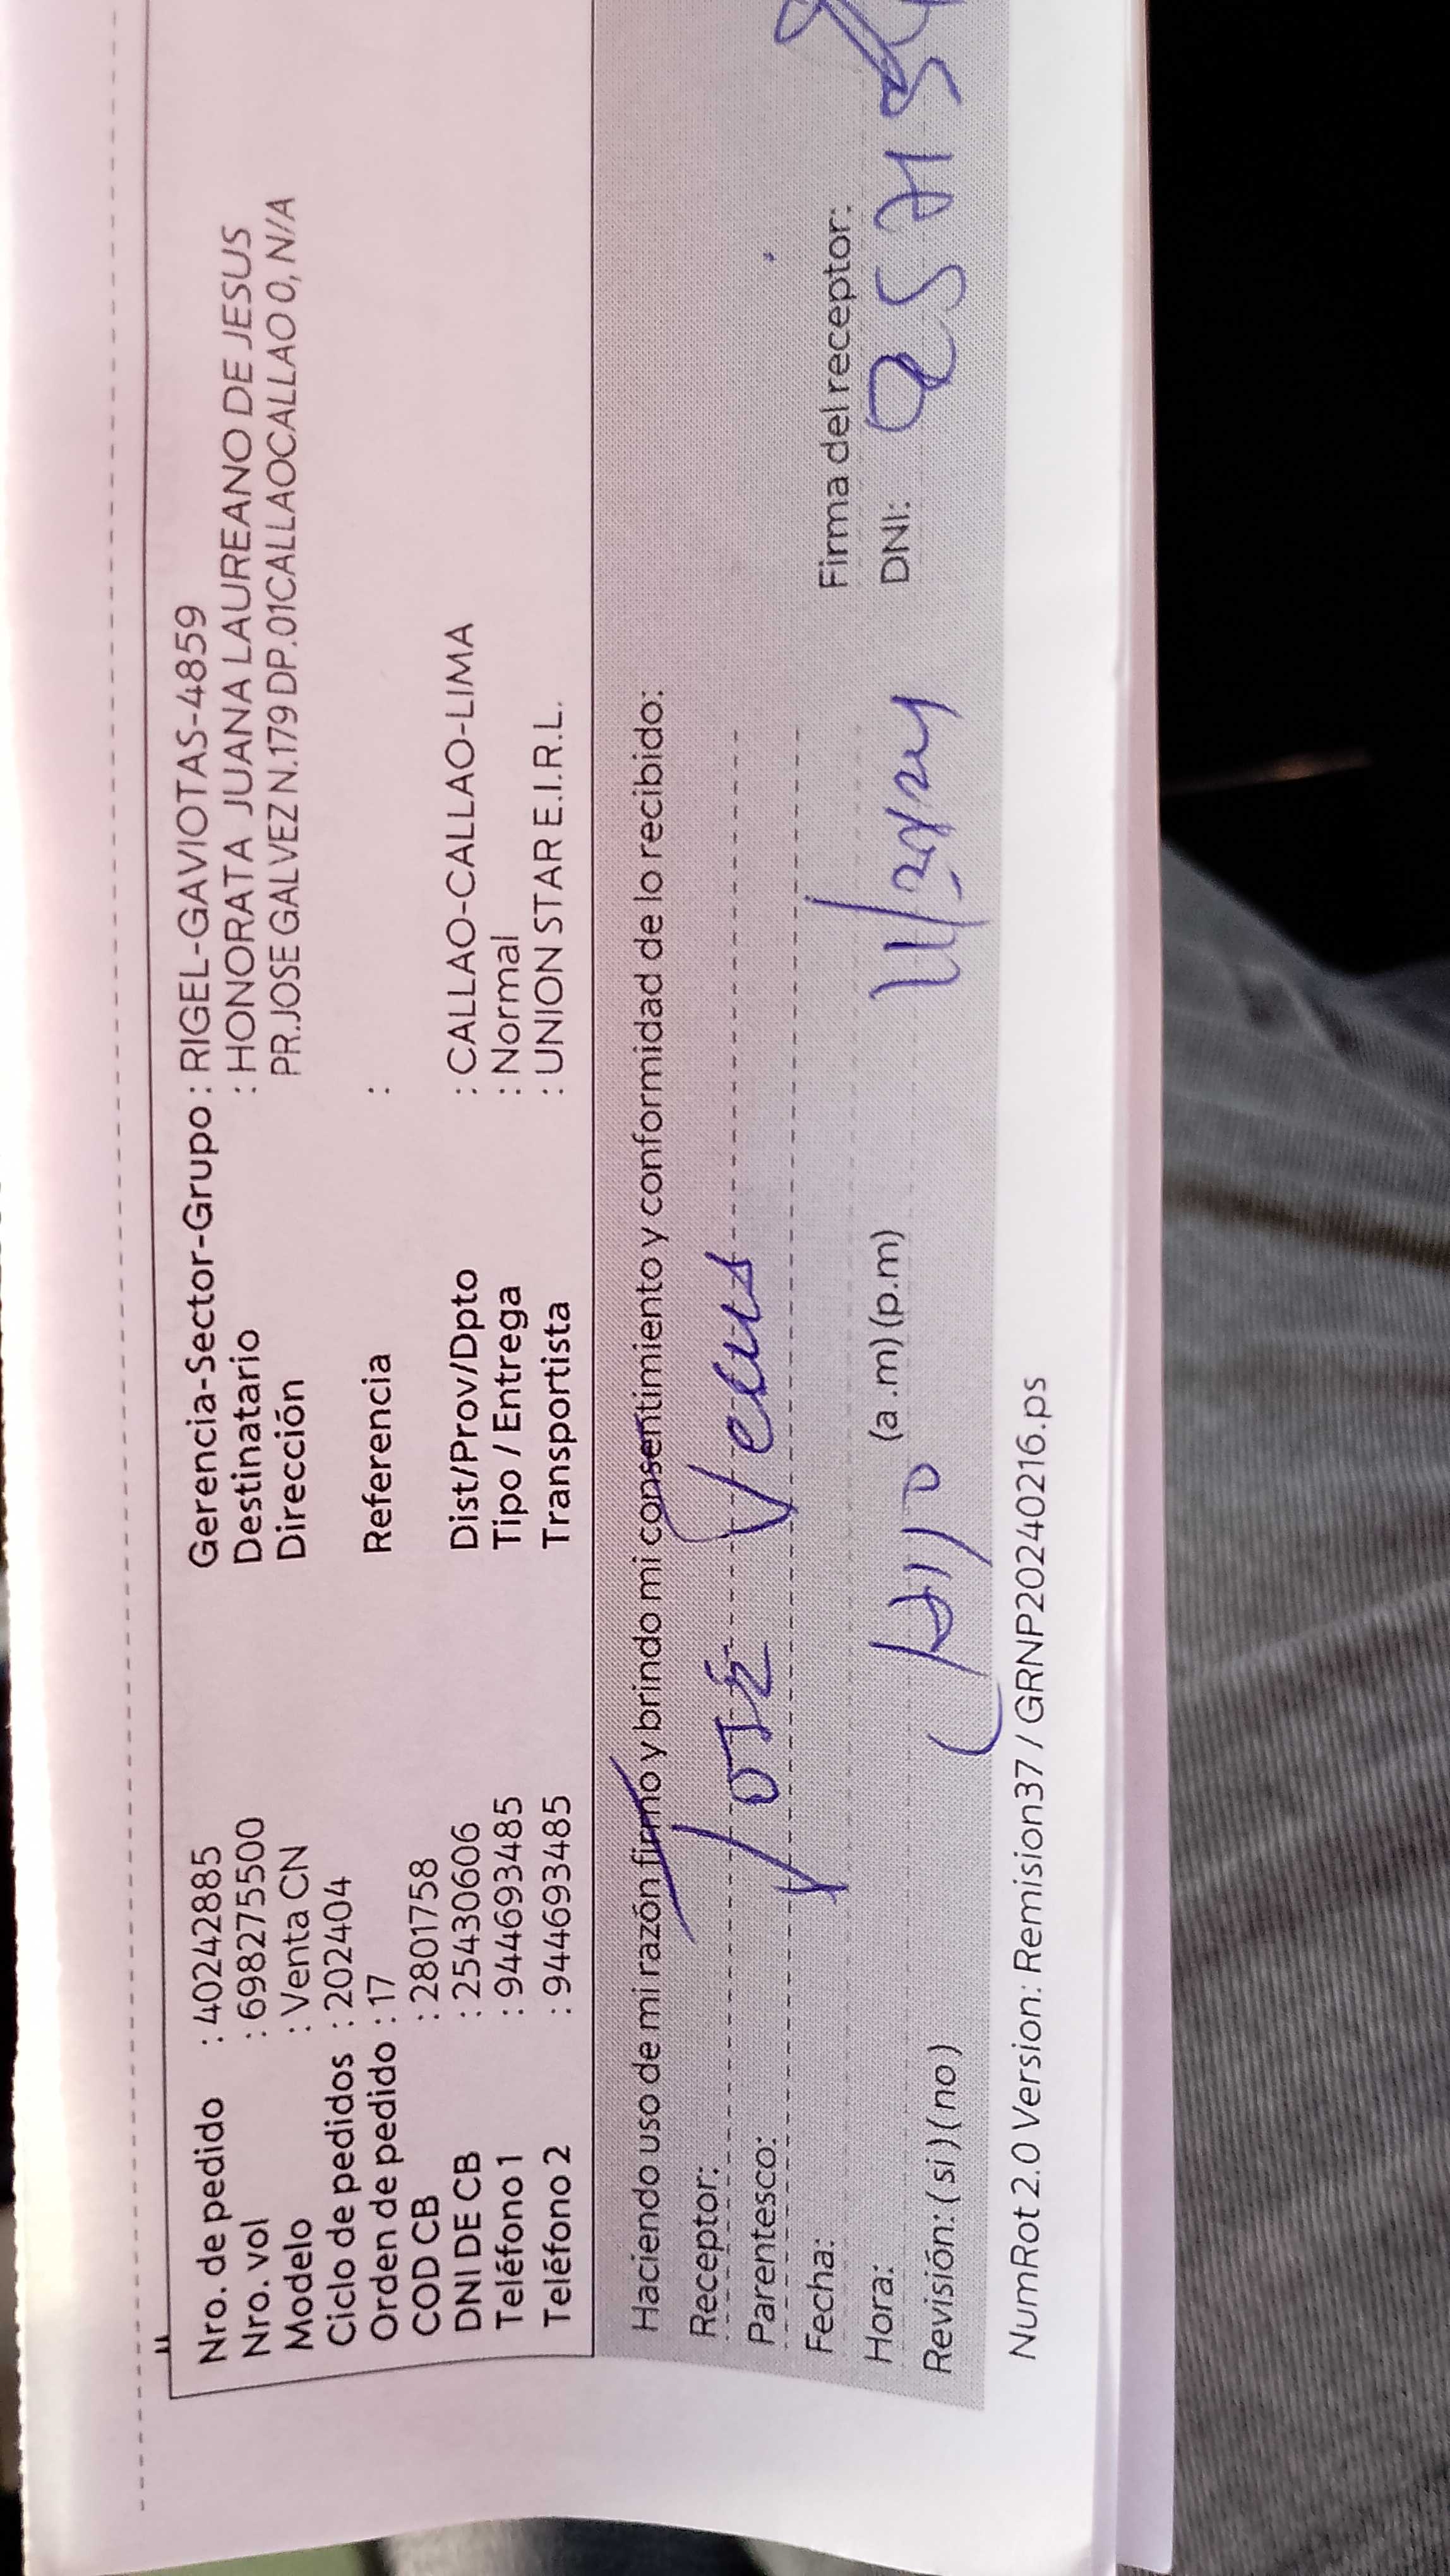 Nro. de pedido : 40242885
Nro. vol : 698275500
Modelo : Venta CN
Ciclo de pedidos : 202404
Orden de pedido : 17
COD CB : 2801758
DNI DE CB : 25430606
Teléfono 1 : 944693485
Teléfono 2 : 944693485
Gerencia-Sector-Grupo : RIGEL-GAVIOTAS-4859
Destinatario : HONORATA JUANA LAUREANO DE JESUS
Dirección PR.JOSE GALVEZ N.179 DP.01CALLAOCALLAO 0, N/A
Referencia :
Dist/Prov/Dpto : CALLAO-CALLAO-LIMA
Tipo / Entrega : Normal
Transportista : UNION STAR E.I.R.L.
Haciendo uso de mi razón firmo y brindo mi consentimiento y conformidad de lo recibido:
Receptor: José
Parentesco:
Fecha: Firma del receptor:
Hora: (a .m) (p.m) DNI:
Revisión: ( si ) ( no )
NumRot 2.0 Version: Remision37 / GRNP20240216.ps